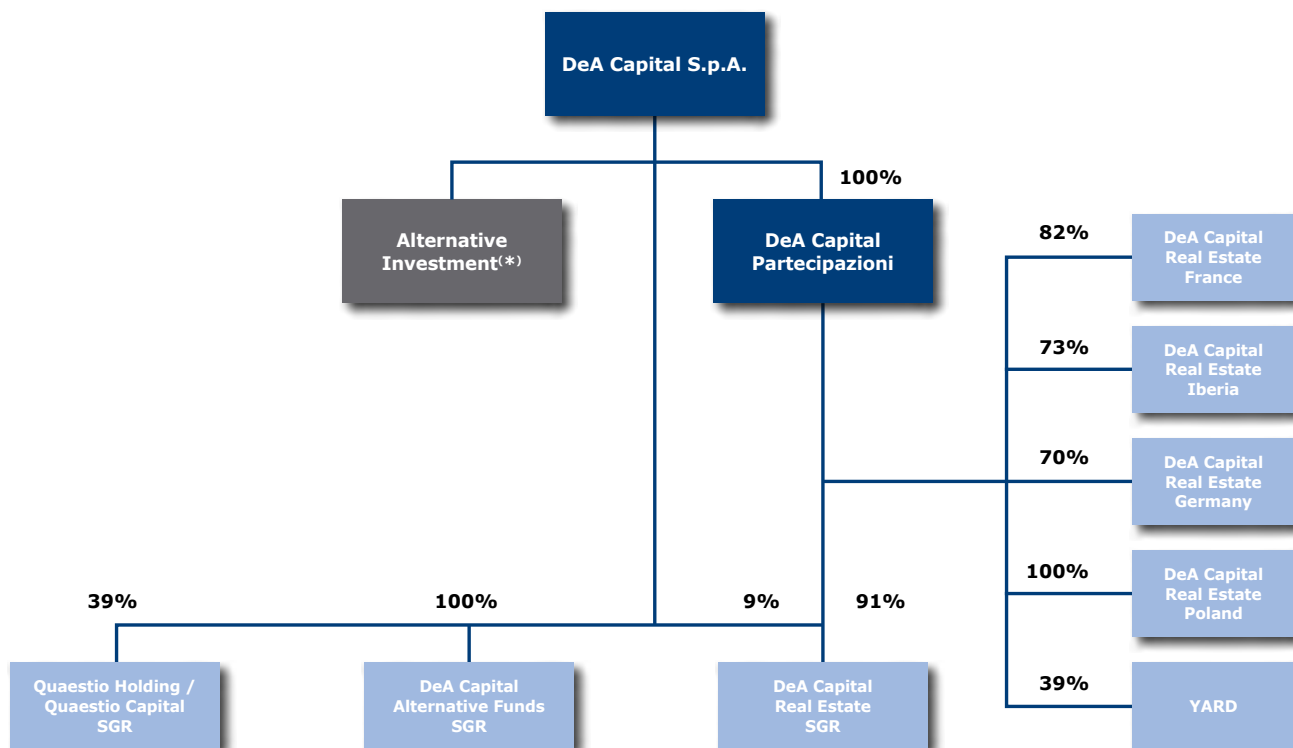 DeA Capital S.p.A.
100%
Alternative
Investment(*)
DeA Capital
Partecipazioni
82%
DeA Capital
Real Estate
France
73%
DeA Capital
Real Estate
Iberia
70%
DeA Capital
Real Estate
Germany
100%
DeA Capital
Real Estate
Poland
39%
YARD
39%
100%
9%
91%
Quaestio Holding /
Quaestio Capital
SGR
DeA Capital
Alternative Funds
SGR
DeA Capital
Real Estate
SGR